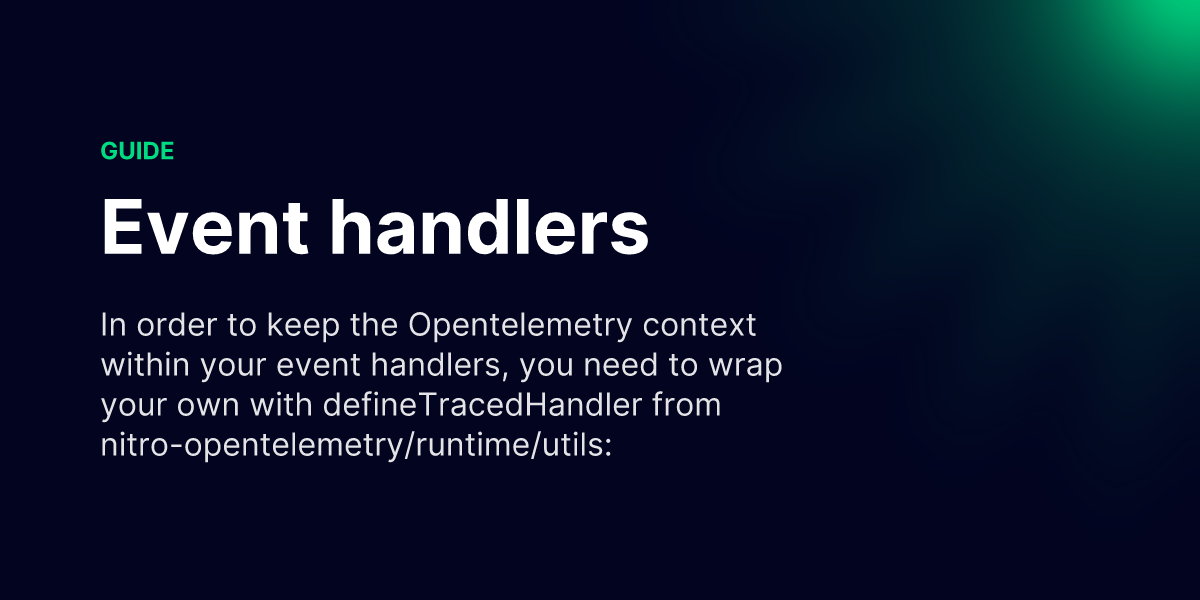 GUIDE
Event handlers
In order to keep the Opentelemetry context
within your event handlers, you need to wrap
your own with defineTracedHandler from
nitro-opentelemetry/runtime/utils: